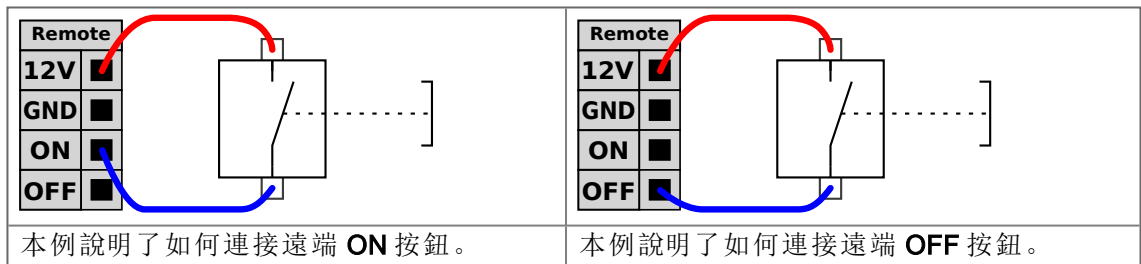 Remote
12V
GND
ON
OFF
本例說明了如何連接遠端 ON 按鈕。
Remote
12V
GND
ON
OFF
本例說明了如何連接遠端 OFF 按鈕。